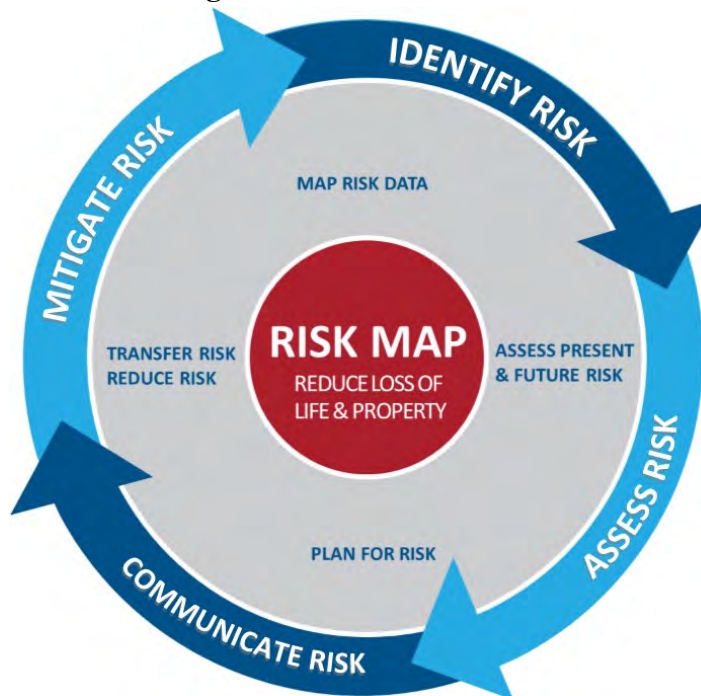 IDENTIFY RISK
MITIGATE RISK
MAP RISK DATA
RISK MAP
REDUCE LOSS OF
LIFE & PROPERTY
TRANSFER RISK
REDUCE RISK
ASSESS PRESENT
& FUTURE RISK
ASSESS RISK
PLAN FOR RISK
COMMUNICATE RISK